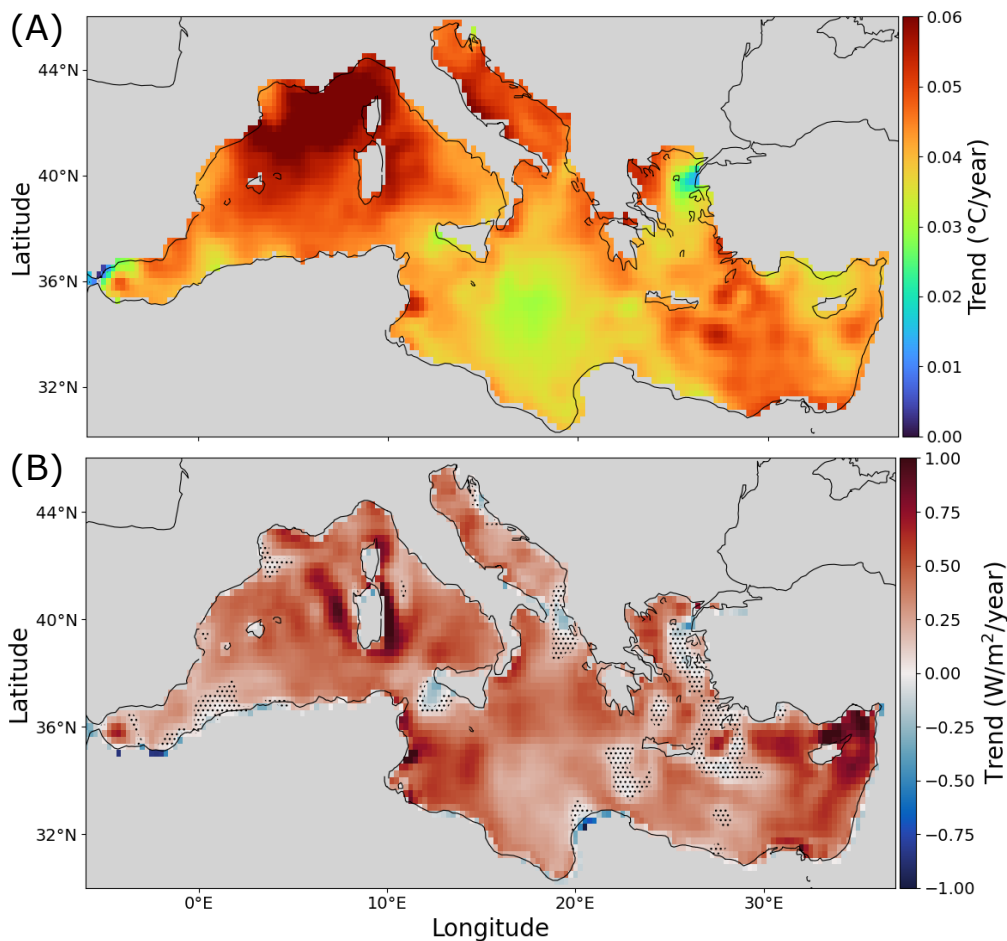 (A)
44°N
40°N
36°N
32°N
Latitude
0.06
0.05
0.04
0.03
0.02
0.01
0.00
Trend (°C/year)
(B)
44°N
40°N
36°N
32°N
Latitude
0°E
10°E
20°E
30°E
Longitude
1.00
0.75
0.50
0.25
0.00
−0.25
−0.50
−0.75
−1.00
Trend (W/m²/year)